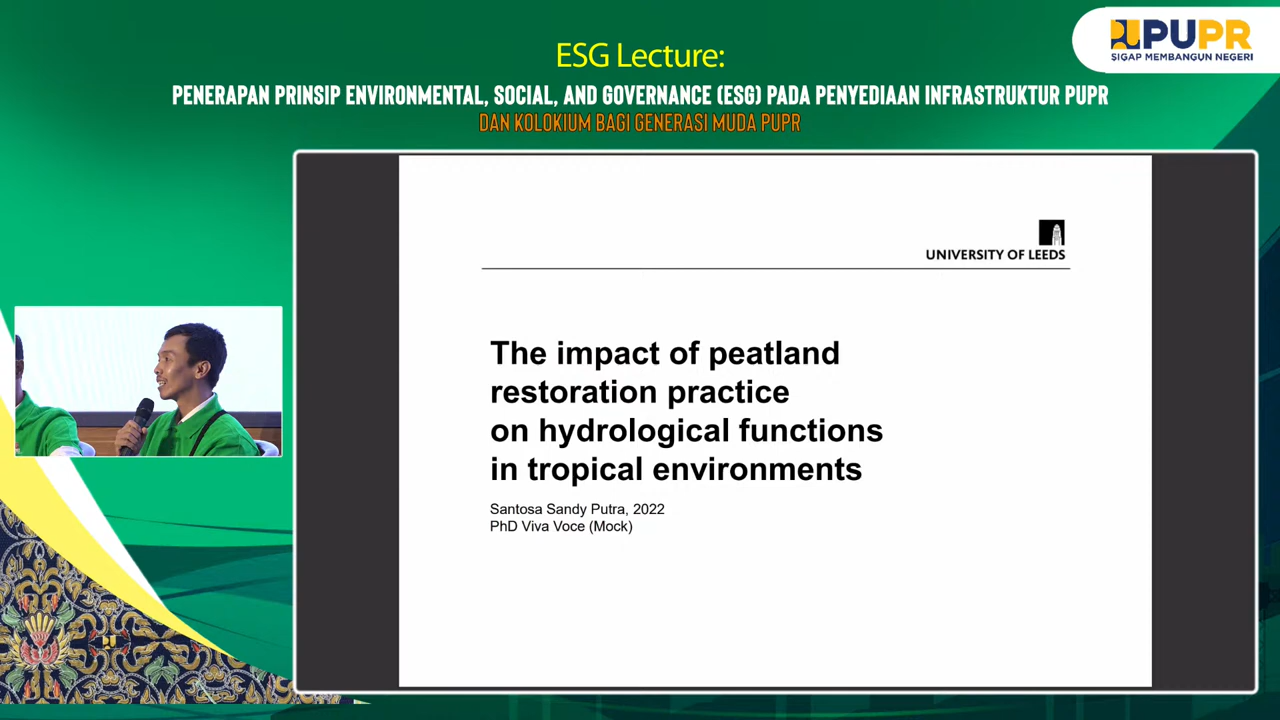 ESG Lecture:
PENERAPAN PRINSIP ENVIRONMENTAL, SOCIAL, AND GOVERNANCE (ESG) PADA PENYEDIAAN INFRASTRUKTUR PUPR
DAN KOLOKIUM BAGI GENERASI MUDA PUPR
PUPR
SIGAP MEMBANGUN NEGERI
UNIVERSITY OF LEEDS
The impact of peatland
restoration practice
on hydrological functions
in tropical environments
Santosa Sandy Putra, 2022
PhD Viva Voce (Mock)